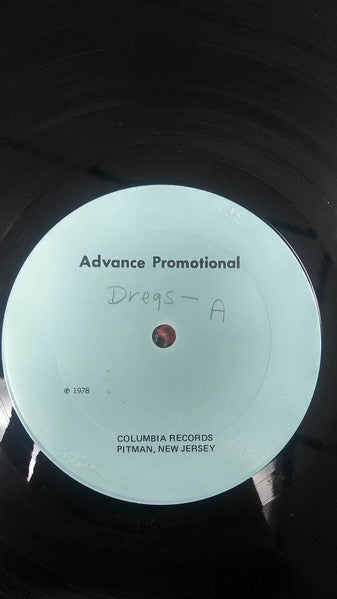 Advance Promotional
Dregs — A
℗ 1978
COLUMBIA RECORDS
PITMAN, NEW JERSEY